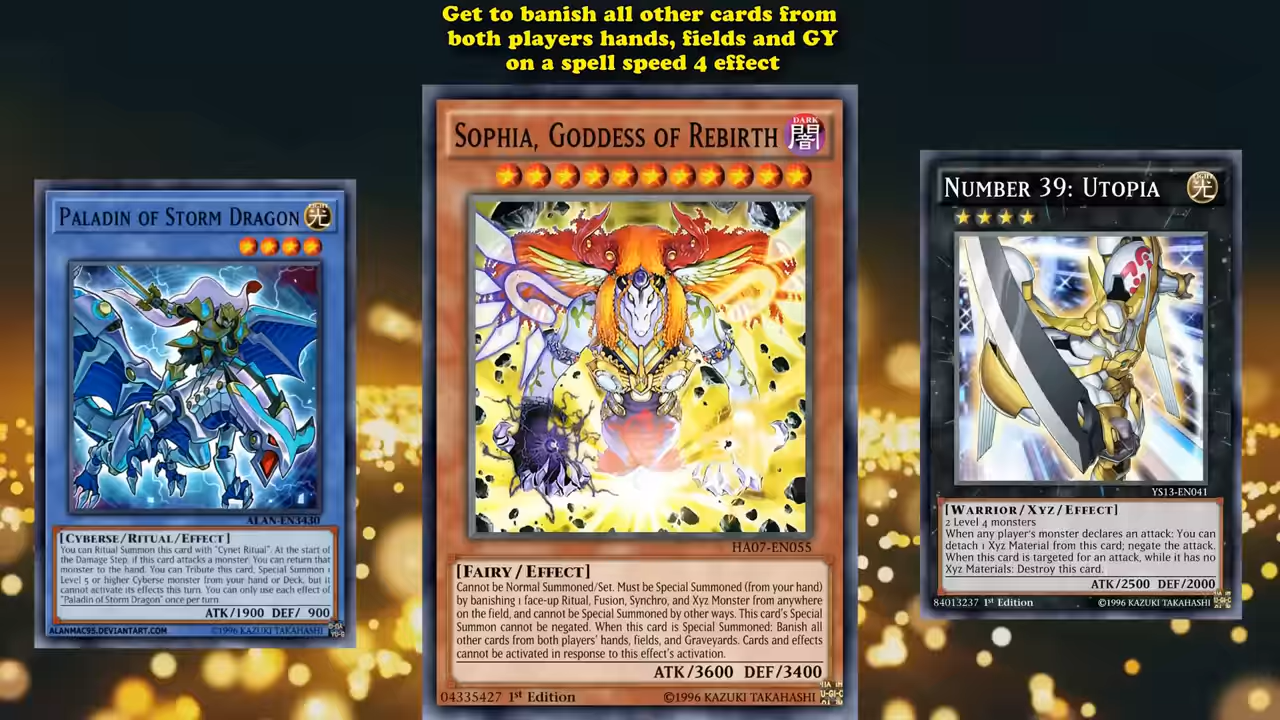 Get to banish all other cards from
both players hands, fields and GY
on a spell speed 4 effect
PALADIN OF STORM DRAGON
光
ALAN-EN3430
[CYBERSE/RITUAL/EFFECT]
You can Ritual Summon this card with "Cynet Ritual". At the start of
the Damage Step, if this card attacks a monster: You can return that
monster to the hand. You can Tribute this card; Special Summon 1
Level 5 or higher Cyberse monster from your hand or Deck, but it
cannot activate its effects this turn. You can only use each effect of
"Paladin of Storm Dragon" once per turn.
ATK/1900 DEF/ 900
ALANMAC95.DEVIANTART.COM
©1996 KAZUKI TAKAHASHI
SOPHIA, GODDESS OF REBIRTH
DARK
闇
HA07-EN055
[FAIRY / EFFECT]
Cannot be Normal Summoned/Set. Must be Special Summoned (from your hand)
by banishing 1 face-up Ritual, Fusion, Synchro, and Xyz Monster from anywhere
on the field, and cannot be Special Summoned by other ways. This card's Special
Summon cannot be negated. When this card is Special Summoned: Banish all
other cards from both players' hands, fields, and Graveyards. Cards and effects
cannot be activated in response to this effect's activation.
ATK/3600 DEF/3400
04335427 1st Edition
©1996 KAZUKI TAKAHASHI
NUMBER 39: UTOPIA
LIGHT
光
39
YS13-EN041
[WARRIOR/XYZ/EFFECT]
2 Level 4 monsters
When any player's monster declares an attack: You can
detach 1 Xyz Material from this card; negate the attack.
When this card is targeted for an attack, while it has no
Xyz Materials: Destroy this card.
ATK/2500 DEF/2000
84013237 1st Edition
©1996 KAZUKI TAKAHASHI